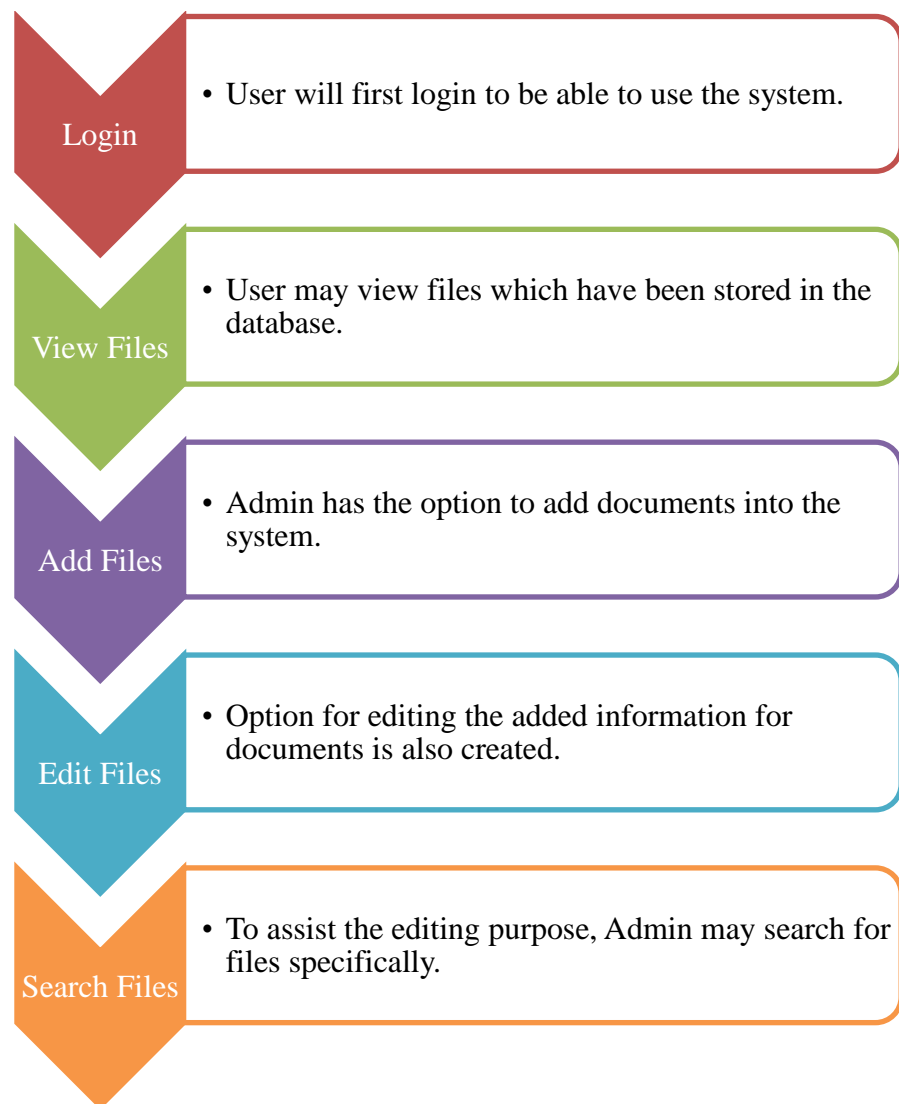 Login
• User will first login to be able to use the system.
View Files
• User may view files which have been stored in the
database.
Add Files
• Admin has the option to add documents into the
system.
Edit Files
• Option for editing the added information for
documents is also created.
Search Files
• To assist the editing purpose, Admin may search for
files specifically.